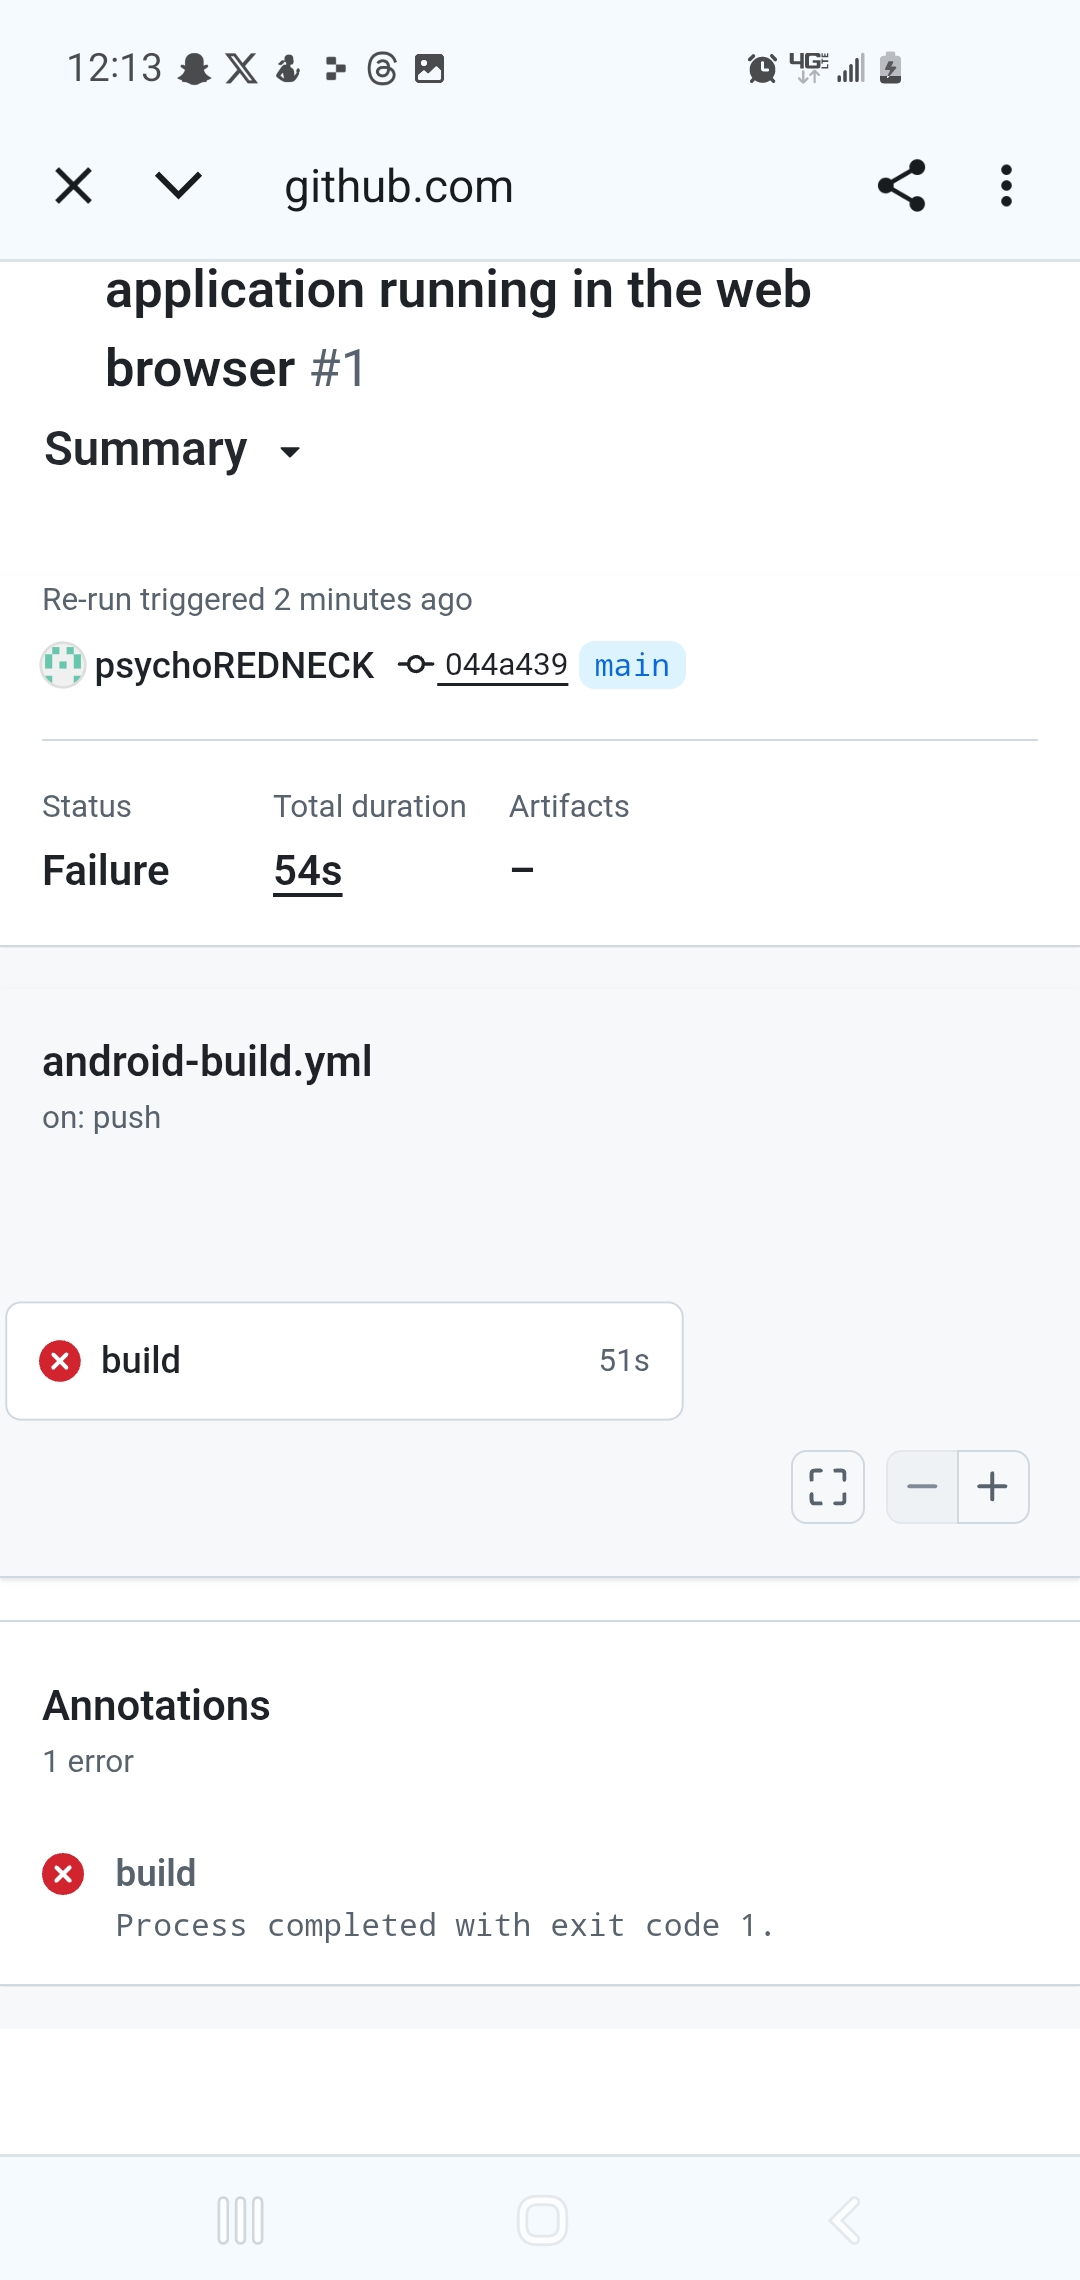 12:13
4G LTE
github.com
application running in the web
browser #1
Summary
Re-run triggered 2 minutes ago
psychoREDNECK 044a439 main
Status Total duration Artifacts
Failure 54s –
android-build.yml
on: push
build 51s
Annotations
1 error
build
Process completed with exit code 1.